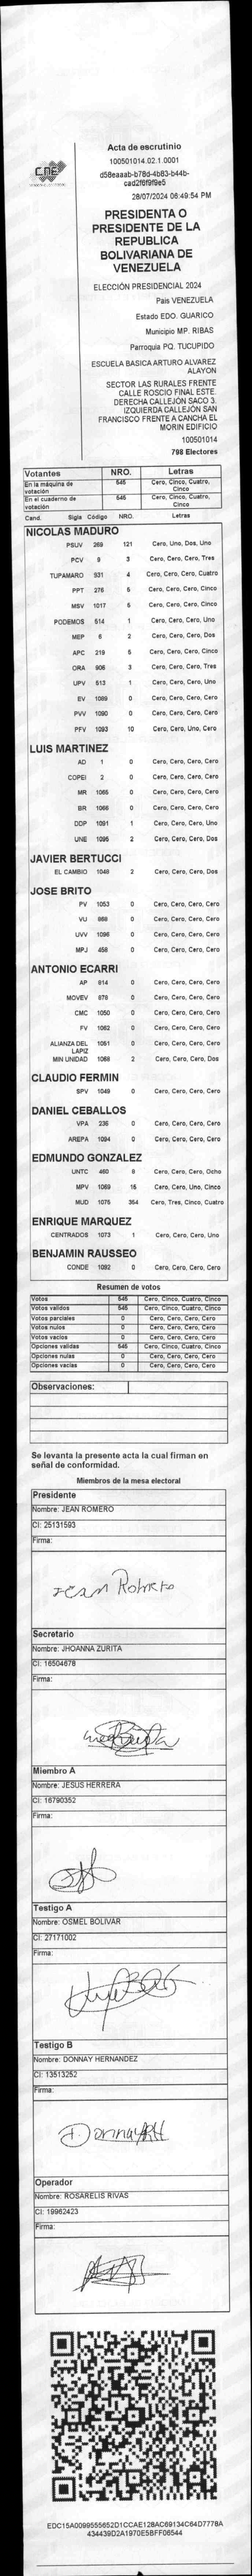 CNE
Acta de escrutinio
100501014.02.1.0001
d58eaaab-b78d-4b83-b44b-
cad2f6f9f9e5
28/07/2024 06:49:54 PM
PRESIDENTA O
PRESIDENTE DE LA
REPUBLICA
BOLIVARIANA DE
VENEZUELA
ELECCIÓN PRESIDENCIAL 2024
Pais VENEZUELA
Estado EDO. GUARICO
Municipio MP. RIBAS
Parroquia PQ. TUCUPIDO
ESCUELA BASICA ARTURO ALVAREZ
ALAYON
SECTOR LAS RURALES FRENTE
CALLE ROSCIO FINAL ESTE.
DERECHA CALLEJÓN SACO 3.
IZQUIERDA CALLEJÓN SAN
FRANCISCO FRENTE A CANCHA EL
MORIN EDIFICIO
100501014
798 Electores
Votantes NRO. Letras
En la máquina de votación 545 Cero, Cinco, Cuatro, Cinco
En el cuaderno de votación 545 Cero, Cinco, Cuatro, Cinco
Cand. Sigla Código NRO. Letras
NICOLAS MADURO
PSUV 269 121 Cero, Uno, Dos, Uno
PCV 9 3 Cero, Cero, Cero, Tres
TUPAMARO 931 4 Cero, Cero, Cero, Cuatro
PPT 276 5 Cero, Cero, Cero, Cinco
MSV 1017 5 Cero, Cero, Cero, Cinco
PODEMOS 514 1 Cero, Cero, Cero, Uno
MEP 6 2 Cero, Cero, Cero, Dos
APC 219 5 Cero, Cero, Cero, Cinco
ORA 906 3 Cero, Cero, Cero, Tres
UPV 513 1 Cero, Cero, Cero, Uno
EV 1089 0 Cero, Cero, Cero, Cero
PVV 1090 0 Cero, Cero, Cero, Cero
PFV 1093 10 Cero, Cero, Uno, Cero
LUIS MARTINEZ
AD 1 0 Cero, Cero, Cero, Cero
COPEI 2 0 Cero, Cero, Cero, Cero
MR 1065 0 Cero, Cero, Cero, Cero
BR 1066 0 Cero, Cero, Cero, Cero
DDP 1091 1 Cero, Cero, Cero, Uno
UNE 1095 2 Cero, Cero, Cero, Dos
JAVIER BERTUCCI
EL CAMBIO 1048 2 Cero, Cero, Cero, Dos
JOSE BRITO
PV 1053 0 Cero, Cero, Cero, Cero
VU 868 0 Cero, Cero, Cero, Cero
UVV 1096 0 Cero, Cero, Cero, Cero
MPJ 458 0 Cero, Cero, Cero, Cero
ANTONIO ECARRI
AP 814 0 Cero, Cero, Cero, Cero
MOVEV 878 0 Cero, Cero, Cero, Cero
CMC 1050 0 Cero, Cero, Cero, Cero
FV 1062 0 Cero, Cero, Cero, Cero
ALIANZA DEL LAPIZ 1061 0 Cero, Cero, Cero, Cero
MIN UNIDAD 1068 2 Cero, Cero, Cero, Dos
CLAUDIO FERMIN
SPV 1049 0 Cero, Cero, Cero, Cero
DANIEL CEBALLOS
VPA 236 0 Cero, Cero, Cero, Cero
AREPA 1094 0 Cero, Cero, Cero, Cero
EDMUNDO GONZALEZ
UNTC 460 8 Cero, Cero, Cero, Ocho
MPV 1069 15 Cero, Cero, Uno, Cinco
MUD 1075 354 Cero, Tres, Cinco, Cuatro
ENRIQUE MARQUEZ
CENTRADOS 1073 1 Cero, Cero, Cero, Uno
BENJAMIN RAUSSEO
CONDE 1092 0 Cero, Cero, Cero, Cero
Resumen de votos
Votos 545 Cero, Cinco, Cuatro, Cinco
Votos validos 545 Cero, Cinco, Cuatro, Cinco
Votos parciales 0 Cero, Cero, Cero, Cero
Votos nulos 0 Cero, Cero, Cero, Cero
Votos vacios 0 Cero, Cero, Cero, Cero
Opciones validas 545 Cero, Cinco, Cuatro, Cinco
Opciones nulas 0 Cero, Cero, Cero, Cero
Opciones vacias 0 Cero, Cero, Cero, Cero
Observaciones:
Se levanta la presente acta la cual firman en
señal de conformidad.
Miembros de la mesa electoral
Presidente
Nombre: JEAN ROMERO
CI: 25131593
Firma:
Jean Romero
Secretario
Nombre: JHOANNA ZURITA
CI: 16504678
Firma:
Miembro A
Nombre: JESUS HERRERA
CI: 16790352
Firma:
Testigo A
Nombre: OSMEL BOLIVAR
CI: 27171002
Firma:
Testigo B
Nombre: DONNAY HERNANDEZ
CI: 13513252
Firma:
Operador
Nombre: ROSARELIS RIVAS
CI: 19962423
Firma:
EDC15A0099555652D1CCAE128AC69134C64D7778A
434439D2A1970E5BFF06544